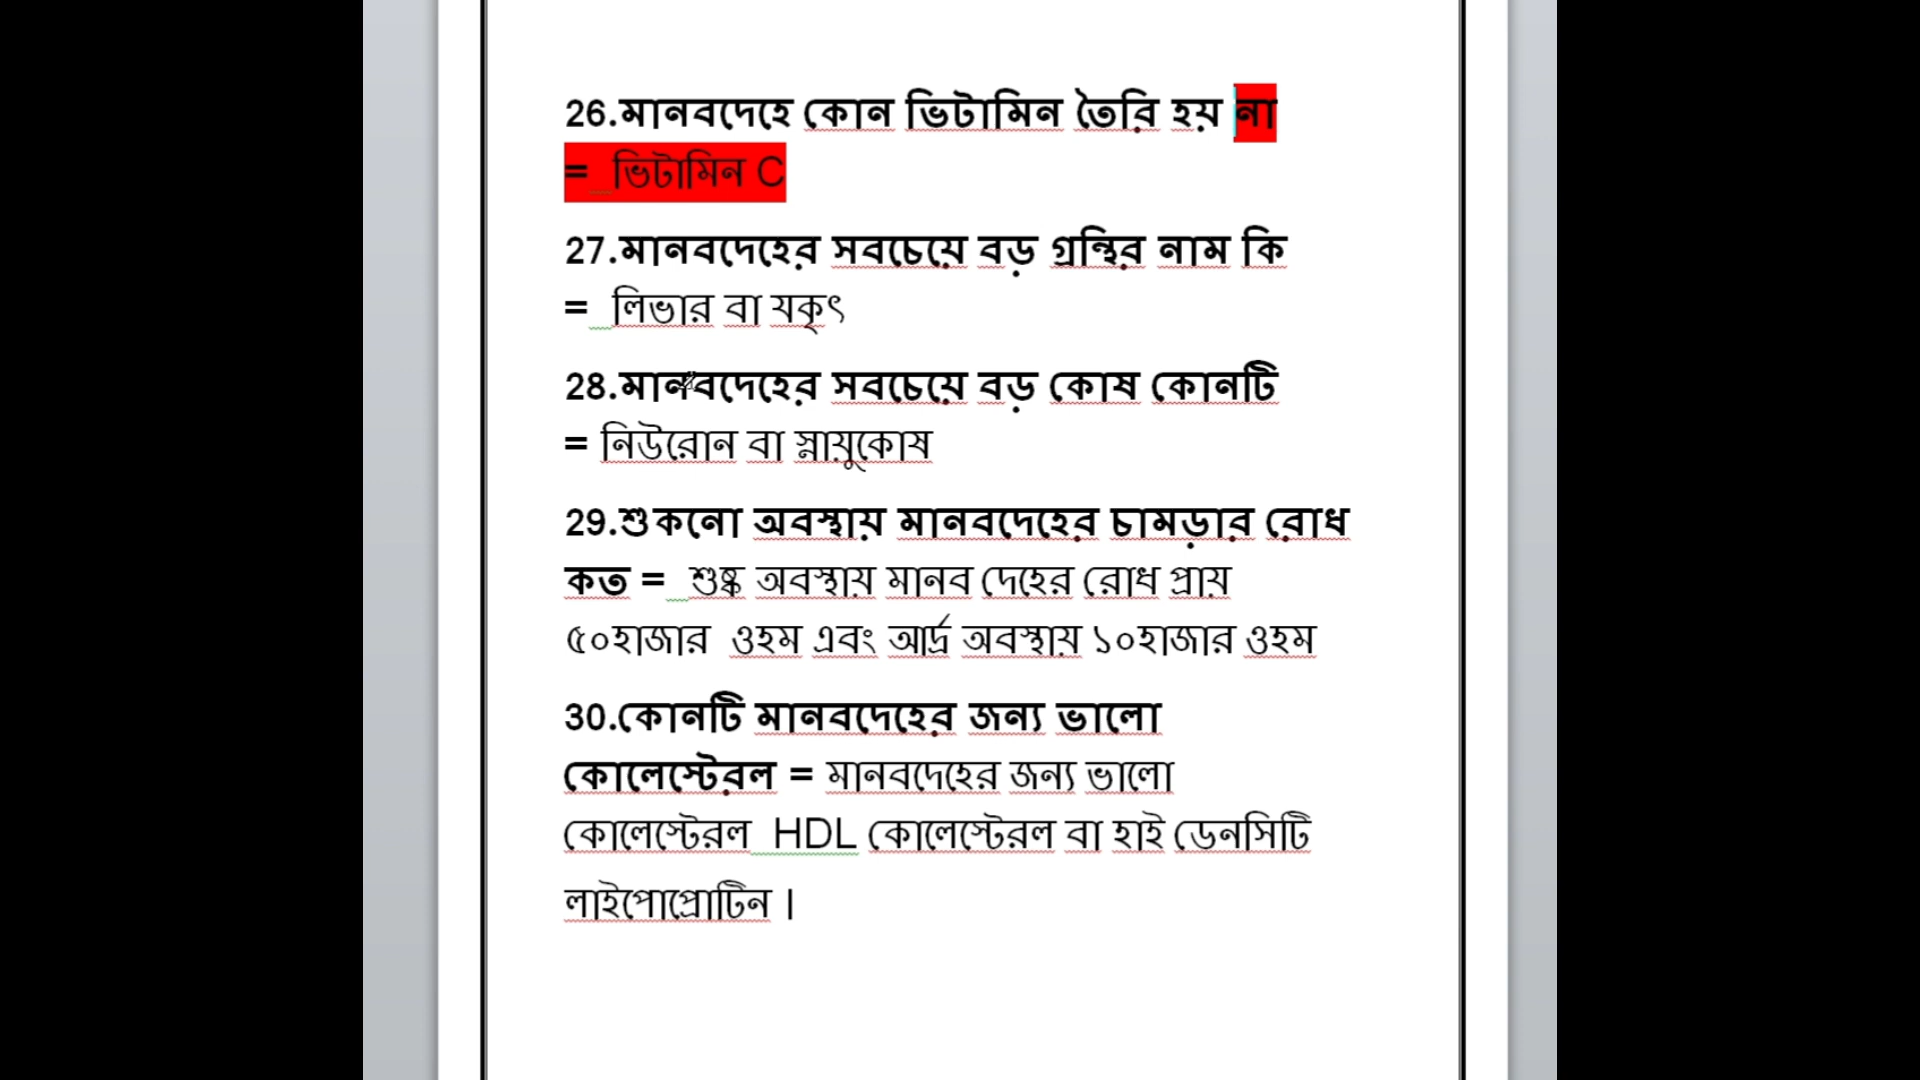 26.মানবদেহে কোন ভিটামিন তৈরি হয় না
= ভিটামিন C
27.মানবদেহের সবচেয়ে বড় গ্রন্থির নাম কি
= লিভার বা যকৃৎ
28.মানবদেহের সবচেয়ে বড় কোষ কোনটি
= নিউরোন বা স্নায়ুকোষ
29.শুকনো অবস্থায় মানবদেহের চামড়ার রোধ
কত = শুষ্ক অবস্থায় মানব দেহের রোধ প্রায়
৫০হাজার ওহম এবং আর্দ্র অবস্থায় ১০হাজার ওহম
30.কোনটি মানবদেহের জন্য ভালো
কোলেস্টেরল = মানবদেহের জন্য ভালো
কোলেস্টেরল HDL কোলেস্টেরল বা হাই ডেনসিটি
লাইপোপ্রোটিন।